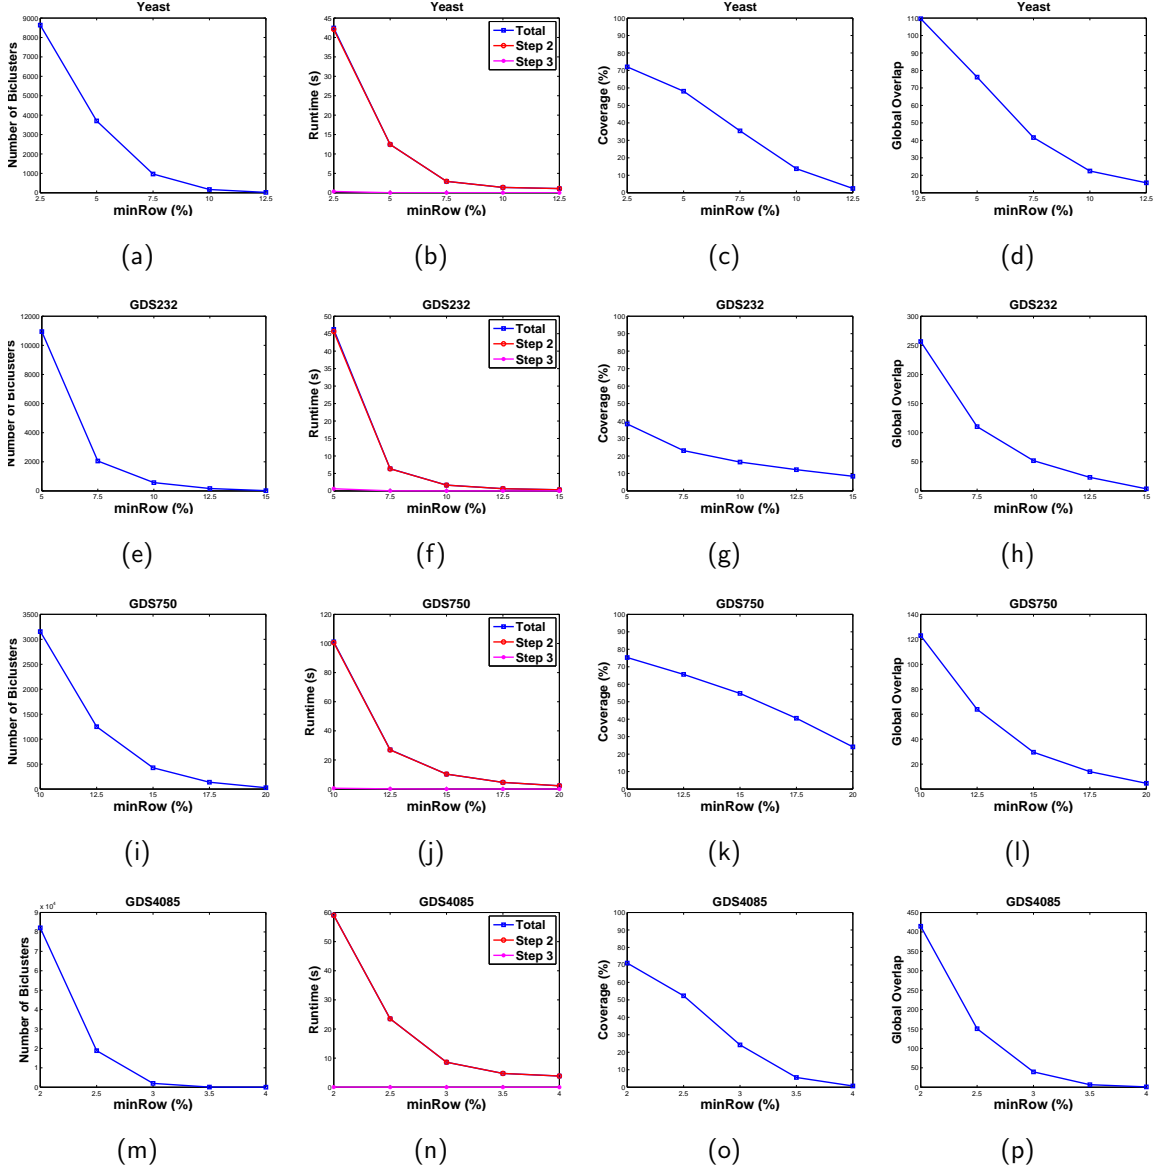 Yeast
Number of Biclusters
9000
8000
7000
6000
5000
4000
3000
2000
1000
0
2.5 5 7.5 10 12.5
minRow (%)
(a)
Yeast
Runtime (s)
45
40
35
30
25
20
15
10
5
0
Total
Step 2
Step 3
2.5 5 7.5 10 12.5
minRow (%)
(b)
Yeast
Coverage (%)
100
90
80
70
60
50
40
30
20
10
0
2.5 5 7.5 10 12.5
minRow (%)
(c)
Yeast
Global Overlap
110
100
90
80
70
60
50
40
30
20
10
2.5 5 7.5 10 12.5
minRow (%)
(d)
GDS232
Number of Biclusters
12000
10000
8000
6000
4000
2000
0
5 7.5 10 12.5 15
minRow (%)
(e)
GDS232
Runtime (s)
50
45
40
35
30
25
20
15
10
5
0
Total
Step 2
Step 3
5 7.5 10 12.5 15
minRow (%)
(f)
GDS232
Coverage (%)
100
90
80
70
60
50
40
30
20
10
0
5 7.5 10 12.5 15
minRow (%)
(g)
GDS232
Global Overlap
300
250
200
150
100
50
0
5 7.5 10 12.5 15
minRow (%)
(h)
GDS750
Number of Biclusters
3500
3000
2500
2000
1500
1000
500
0
10 12.5 15 17.5 20
minRow (%)
(i)
GDS750
Runtime (s)
120
100
80
60
40
20
0
Total
Step 2
Step 3
10 12.5 15 17.5 20
minRow (%)
(j)
GDS750
Coverage (%)
100
90
80
70
60
50
40
30
20
10
0
10 12.5 15 17.5 20
minRow (%)
(k)
GDS750
Global Overlap
140
120
100
80
60
40
20
0
10 12.5 15 17.5 20
minRow (%)
(l)
GDS4085
x 10⁴
Number of Biclusters
9
8
7
6
5
4
3
2
1
0
2 2.5 3 3.5 4
minRow (%)
(m)
GDS4085
Runtime (s)
60
50
40
30
20
10
0
Total
Step 2
Step 3
2 2.5 3 3.5 4
minRow (%)
(n)
GDS4085
Coverage (%)
100
90
80
70
60
50
40
30
20
10
0
2 2.5 3 3.5 4
minRow (%)
(o)
GDS4085
Global Overlap
450
400
350
300
250
200
150
100
50
0
2 2.5 3 3.5 4
minRow (%)
(p)